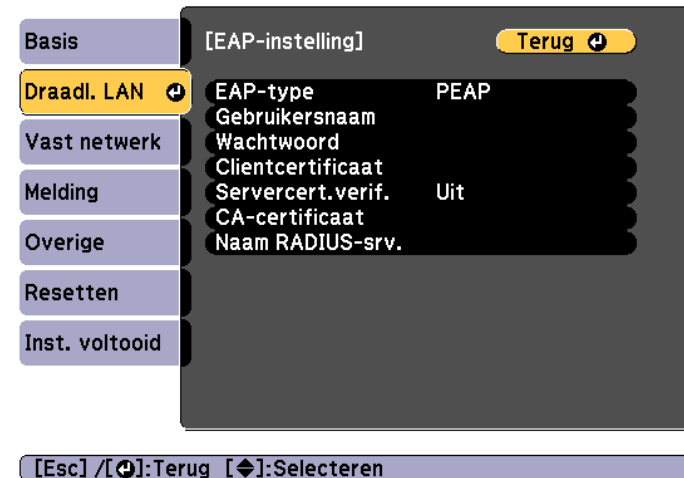 Basis
[EAP-instelling]
Terug
Draadl. LAN
EAP-type PEAP
Gebruikersnaam
Vast netwerk
Wachtwoord
Clientcertificaat
Melding
Servercert.verif. Uit
CA-certificaat
Overige
Naam RADIUS-srv.
Resetten
Inst. voltooid
[Esc] /[⏎]:Terug [◆]:Selecteren